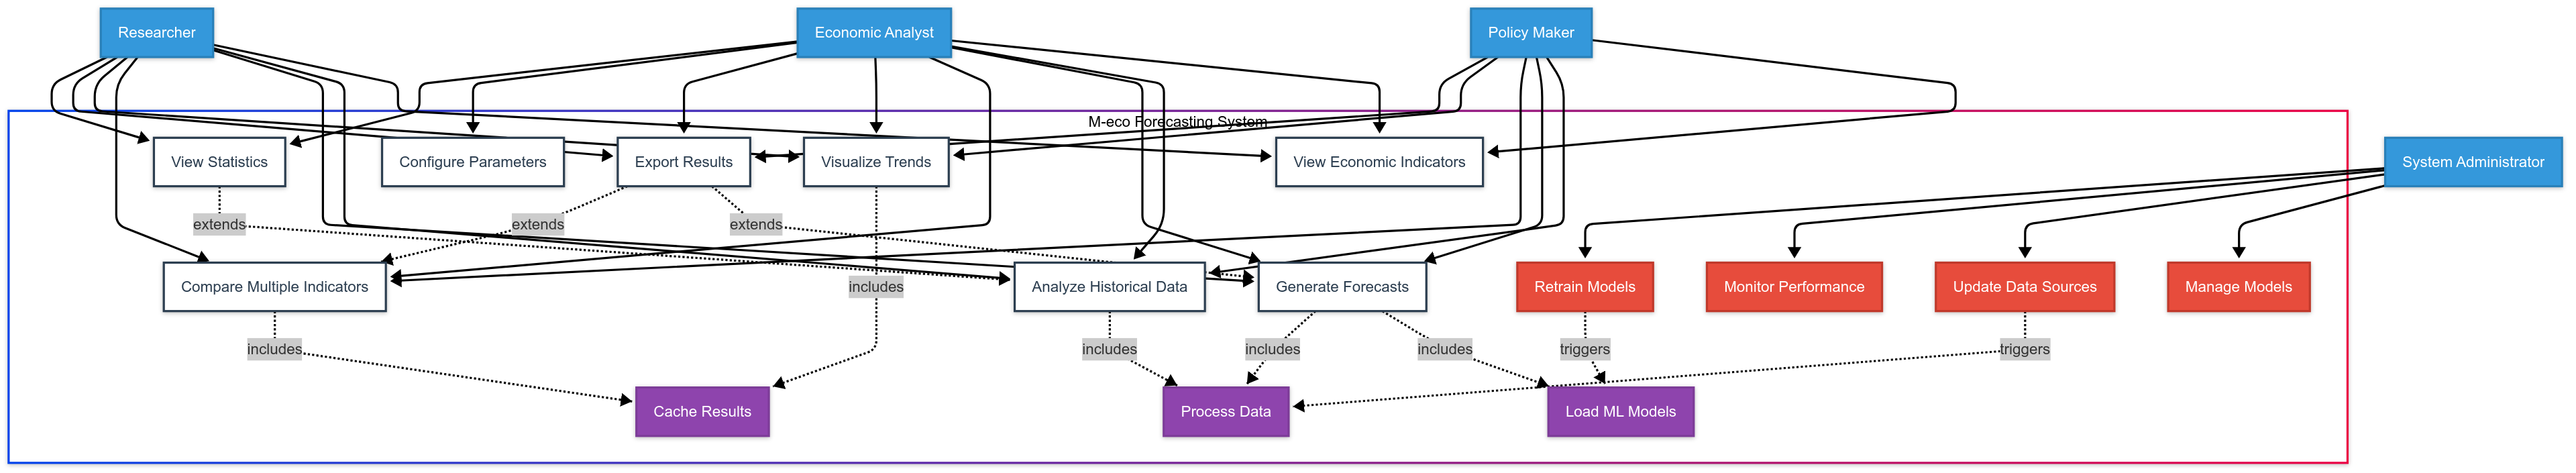 Researcher
Economic Analyst
Policy Maker
M-eco Forecasting System
View Statistics
Configure Parameters
Export Results
Visualize Trends
View Economic Indicators
System Administrator
extends
extends
extends
Compare Multiple Indicators
includes
Analyze Historical Data
Generate Forecasts
Retrain Models
Monitor Performance
Update Data Sources
Manage Models
includes
includes
includes
includes
triggers
triggers
Cache Results
Process Data
Load ML Models